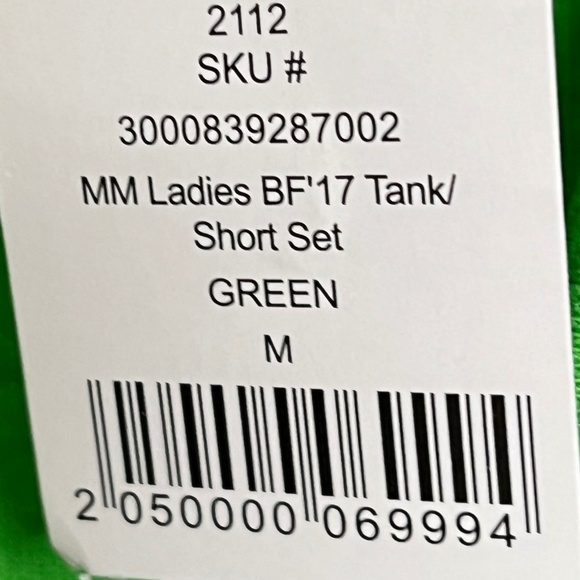 2112
SKU #
3000839287002
MM Ladies BF'17 Tank/
Short Set
GREEN
M
2 050000 069994